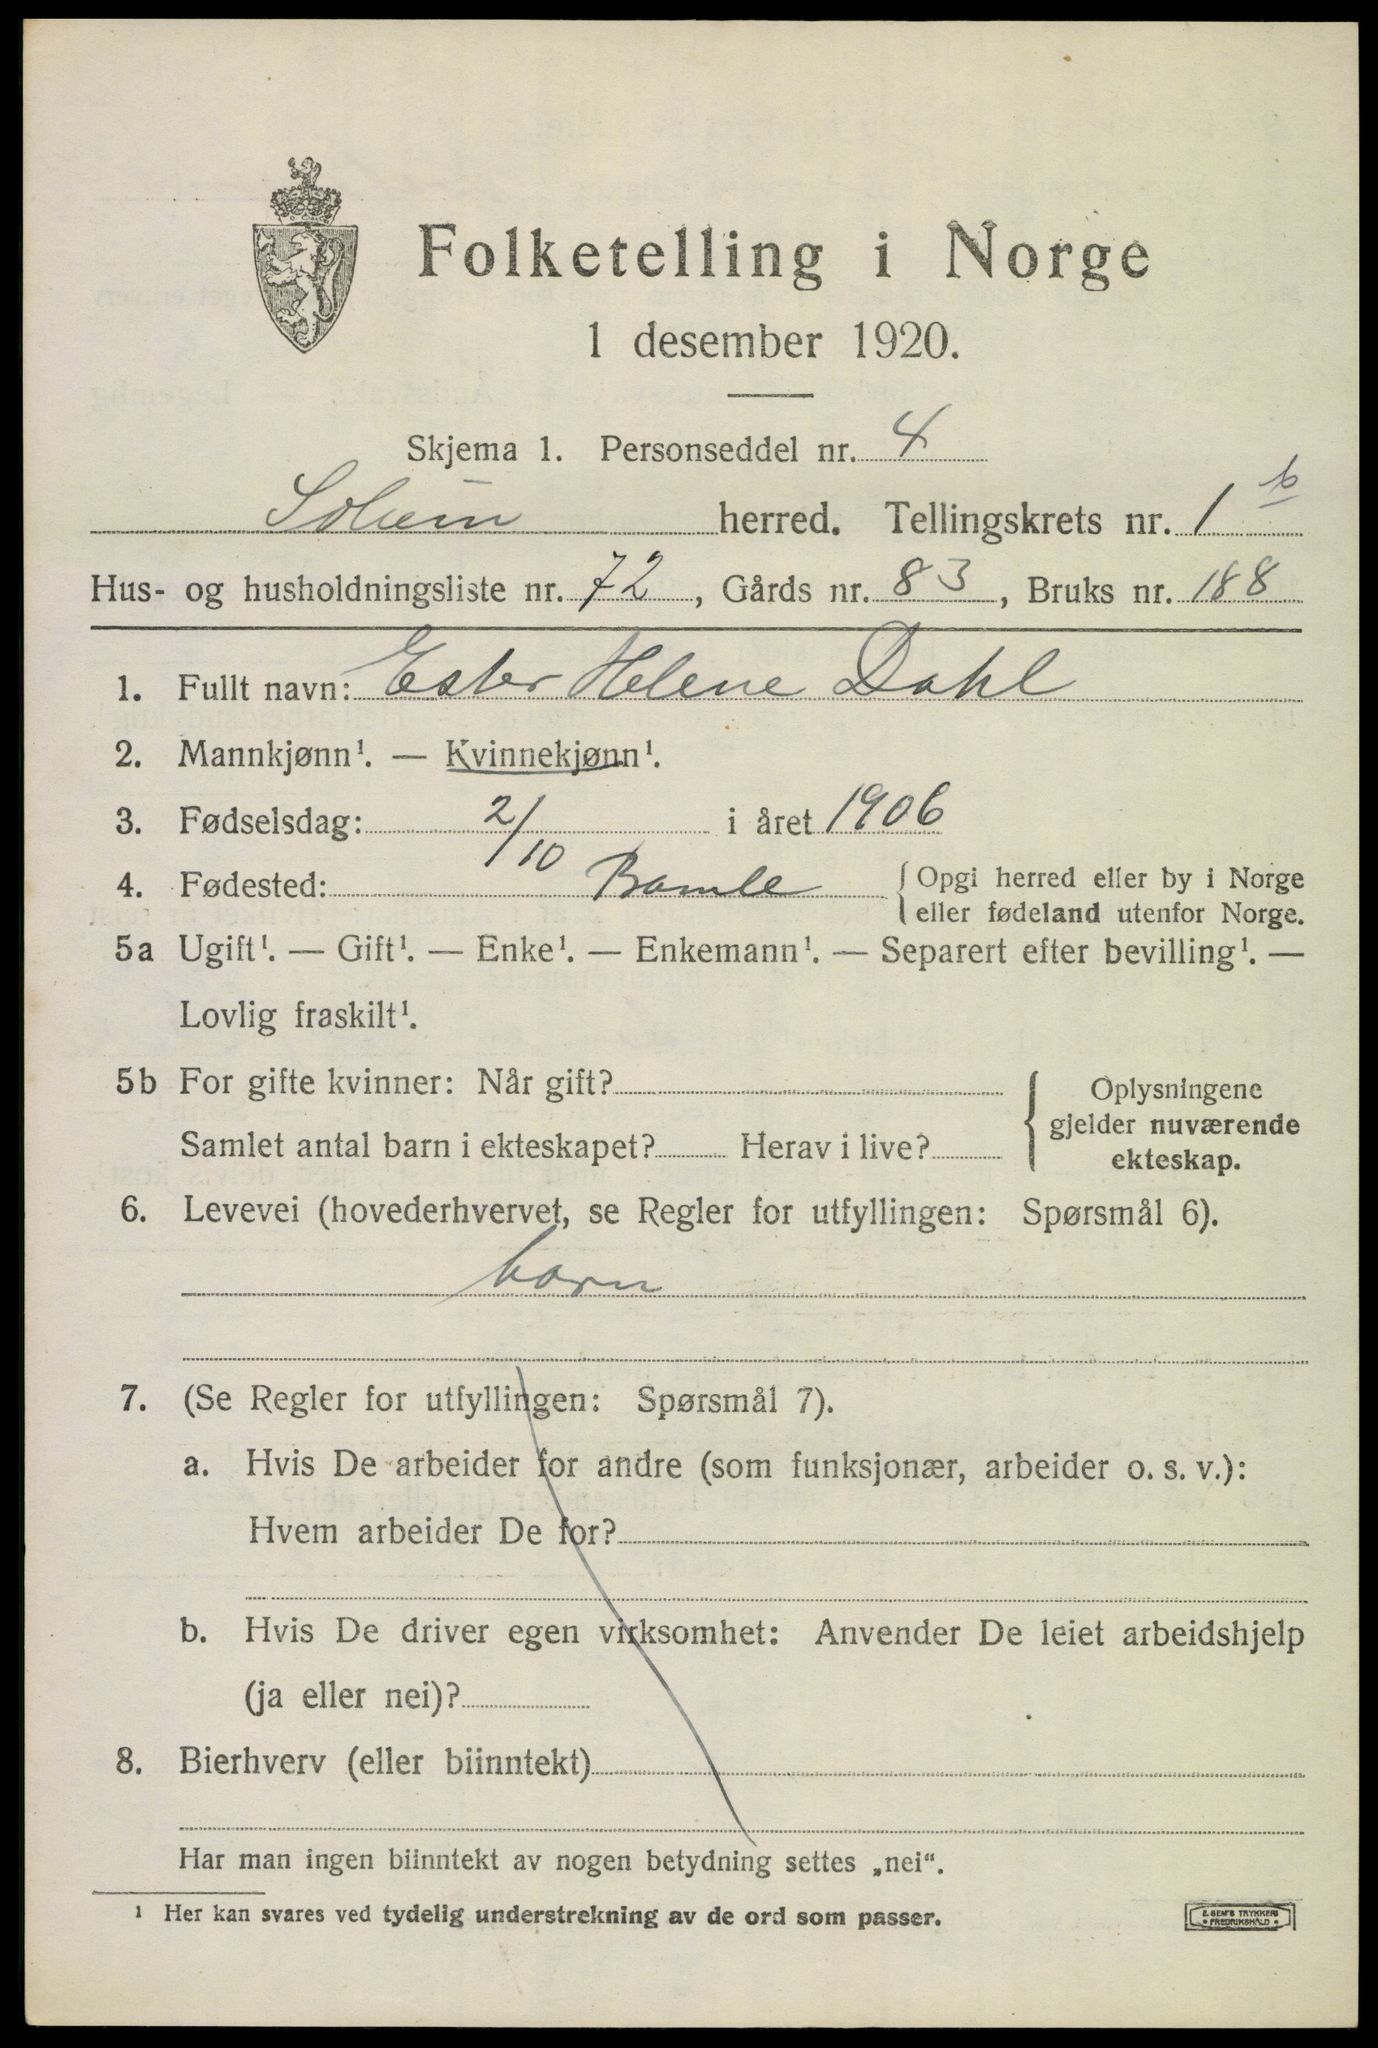 Folketelling i Norge
1 desember 1920.
Skjema 1. Personseddel nr. 4
Solum herred. Tellingskrets nr. 1 b
Hus- og husholdningsliste nr. 72, Gårds nr. 83, Bruks nr. 188
1. Fullt navn: Ester Helene Dahl
2. Mannkjønn¹. — Kvinnekjønn¹.
3. Fødselsdag: 2/10 i året 1906
4. Fødested: Bamle { Opgi herred eller by i Norge
eller fødeland utenfor Norge.
5a Ugift¹. — Gift¹. — Enke¹. — Enkemann¹. — Separert efter bevilling¹. —
Lovlig fraskilt¹.
5b For gifte kvinner: Når gift?
Samlet antal barn i ekteskapet? Herav i live?
{ Oplysningene
gjelder nuværende
ekteskap.
6. Levevei (hovederhvervet, se Regler for utfyllingen: Spørsmål 6).
barn
7. (Se Regler for utfyllingen: Spørsmål 7).
a. Hvis De arbeider for andre (som funksjonær, arbeider o. s. v.):
Hvem arbeider De for?
b. Hvis De driver egen virksomhet: Anvender De leiet arbeidshjelp
(ja eller nei)?
8. Bierhverv (eller biinntekt)
Har man ingen biinntekt av nogen betydning settes „nei“.
¹ Her kan svares ved tydelig understrekning av de ord som passer.
E. SEM'S TRYKKERI
• FREDRIKSHALD •